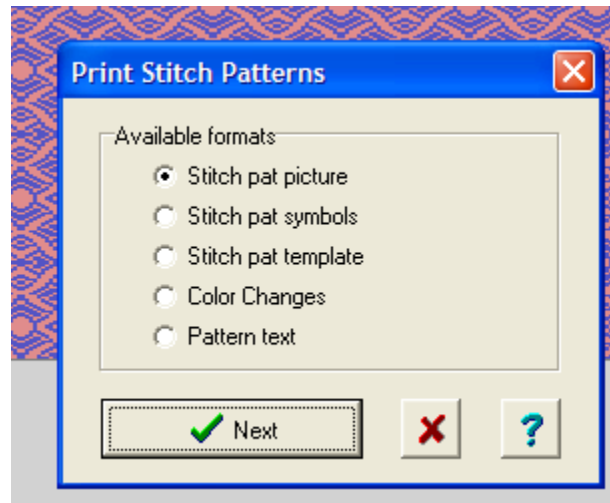 Print Stitch Patterns
Available formats
Stitch pat picture
Stitch pat symbols
Stitch pat template
Color Changes
Pattern text
Next
?